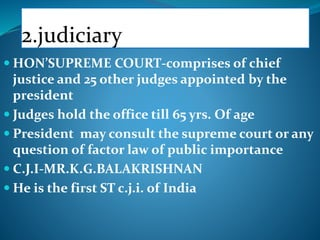 2.judiciary
• HON'SUPREME COURT-comprises of chief
justice and 25 other judges appointed by the
president
• Judges hold the office till 65 yrs. Of age
• President may consult the supreme court or any
question of factor law of public importance
• C.J.I-MR.K.G.BALAKRISHNAN
• He is the first ST c.j.i. of India